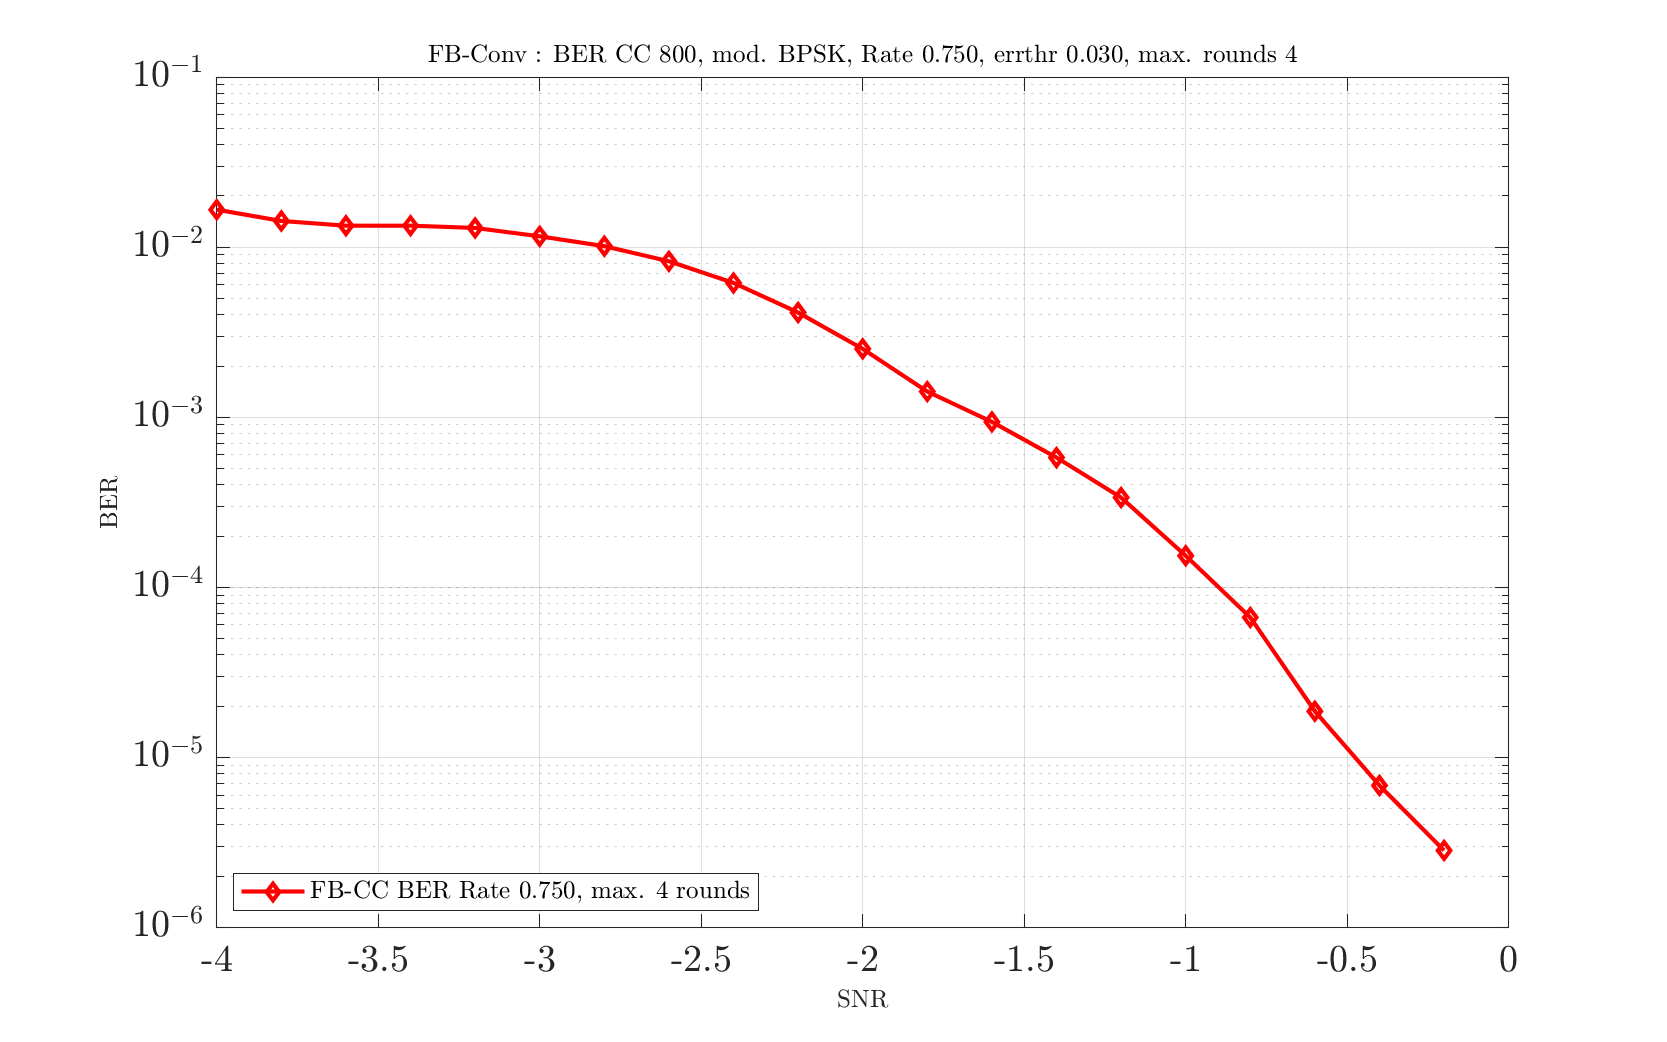 FB-Conv : BER CC 800, mod. BPSK, Rate 0.750, errthr 0.030, max. rounds 4
10⁻¹
10⁻²
10⁻³
10⁻⁴
10⁻⁵
10⁻⁶
BER
FB-CC BER Rate 0.750, max. 4 rounds
-4 -3.5 -3 -2.5 -2 -1.5 -1 -0.5 0
SNR